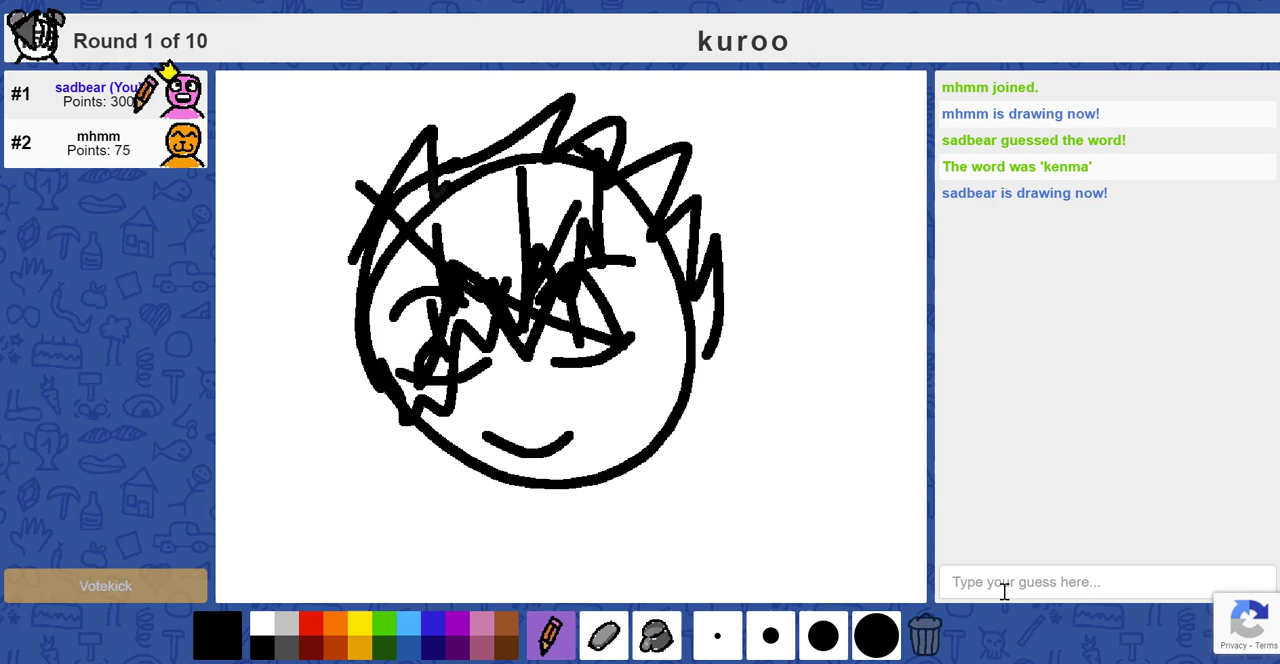 Round 1 of 10
kuroo
#1
sadbear (You
Points: 300
#2
mhmm
Points: 75
mhmm joined.
mhmm is drawing now!
sadbear guessed the word!
The word was 'kenma'
sadbear is drawing now!
Votekick
Type your guess here...
Privacy - Terms